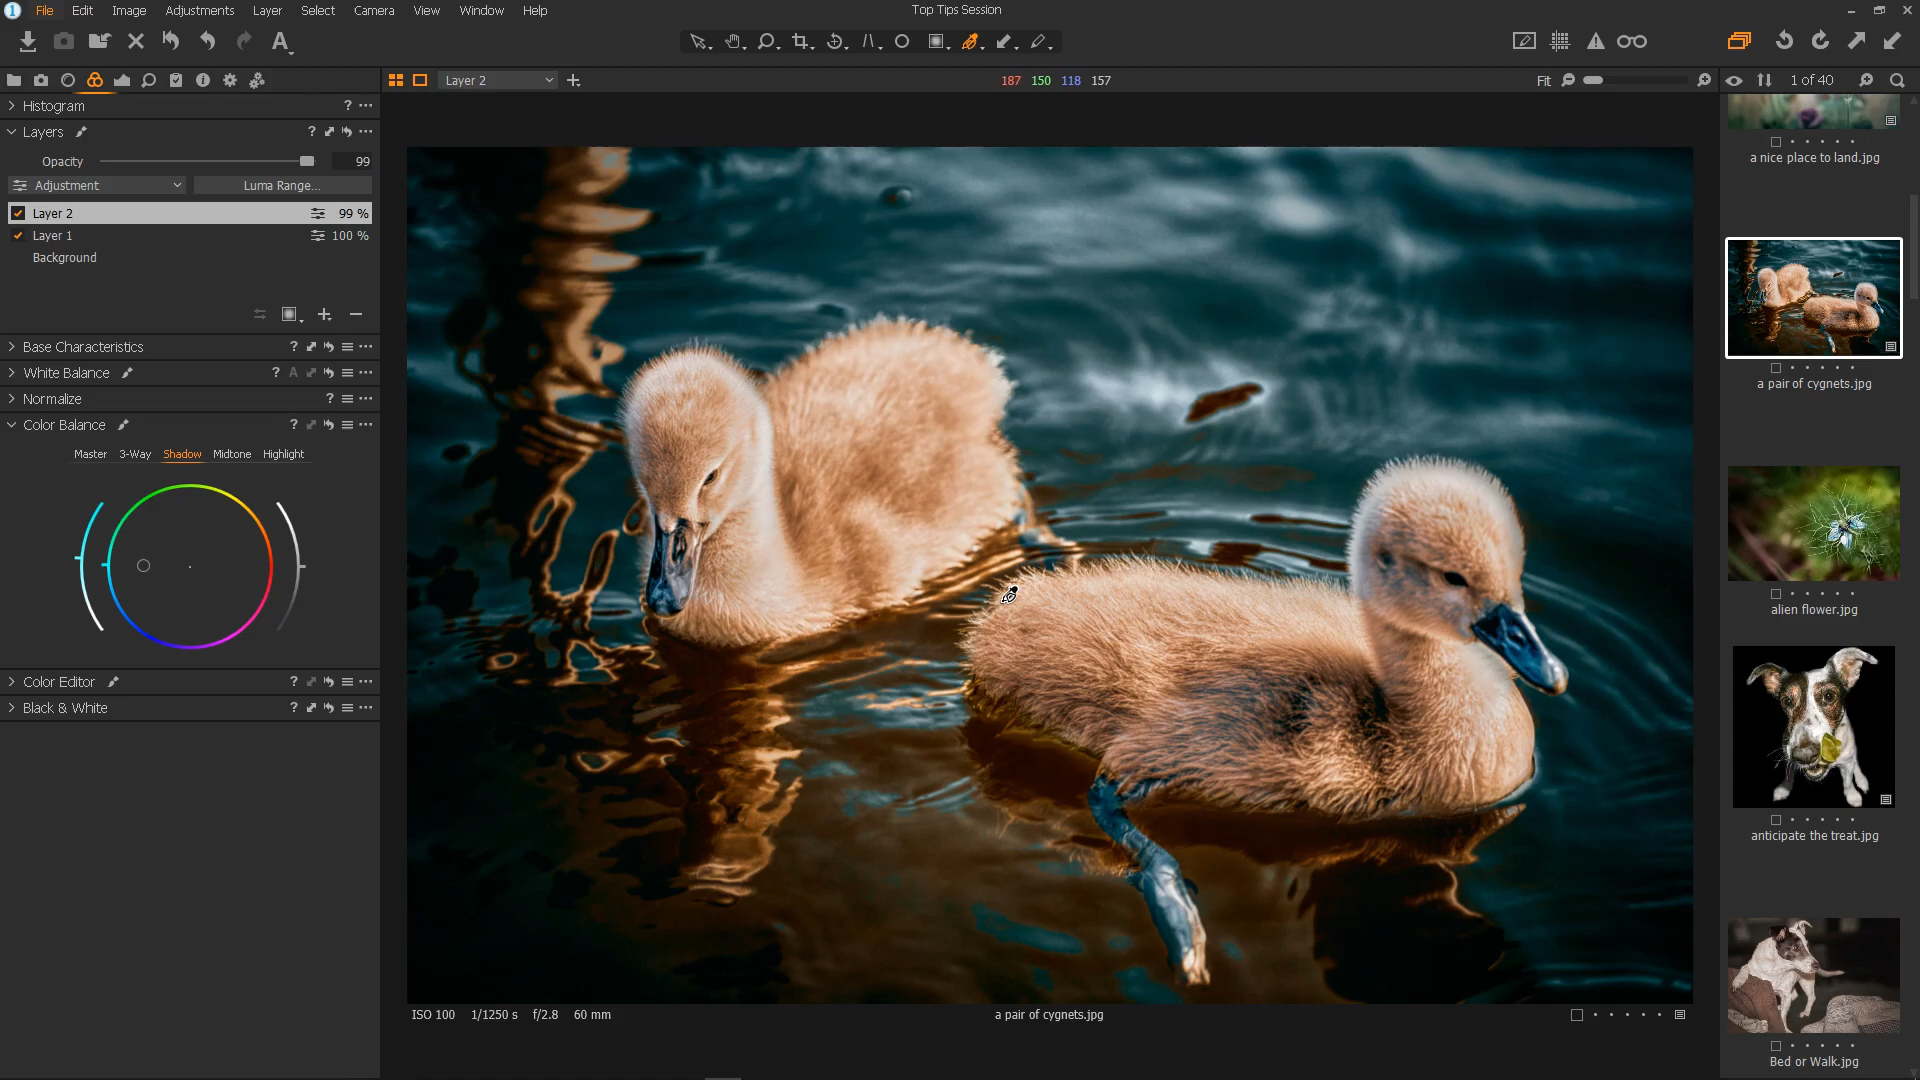 1 File Edit Image Adjustments Layer Select Camera View Window Help
Top Tips Session
A
Layer 2
187 150 118 157
Fit
1 of 40
Histogram ?
Layers ?
Opacity 99
Adjustment
Luma Range...
Layer 2 99 %
Layer 1 100 %
Background
Base Characteristics ?
White Balance ? A
Normalize ?
Color Balance ?
Master 3-Way Shadow Midtone Highlight
Color Editor ?
Black & White ?
ISO 100 1/1250 s f/2.8 60 mm
a pair of cygnets.jpg
a nice place to land.jpg
a pair of cygnets.jpg
alien flower.jpg
anticipate the treat.jpg
Bed or Walk.jpg